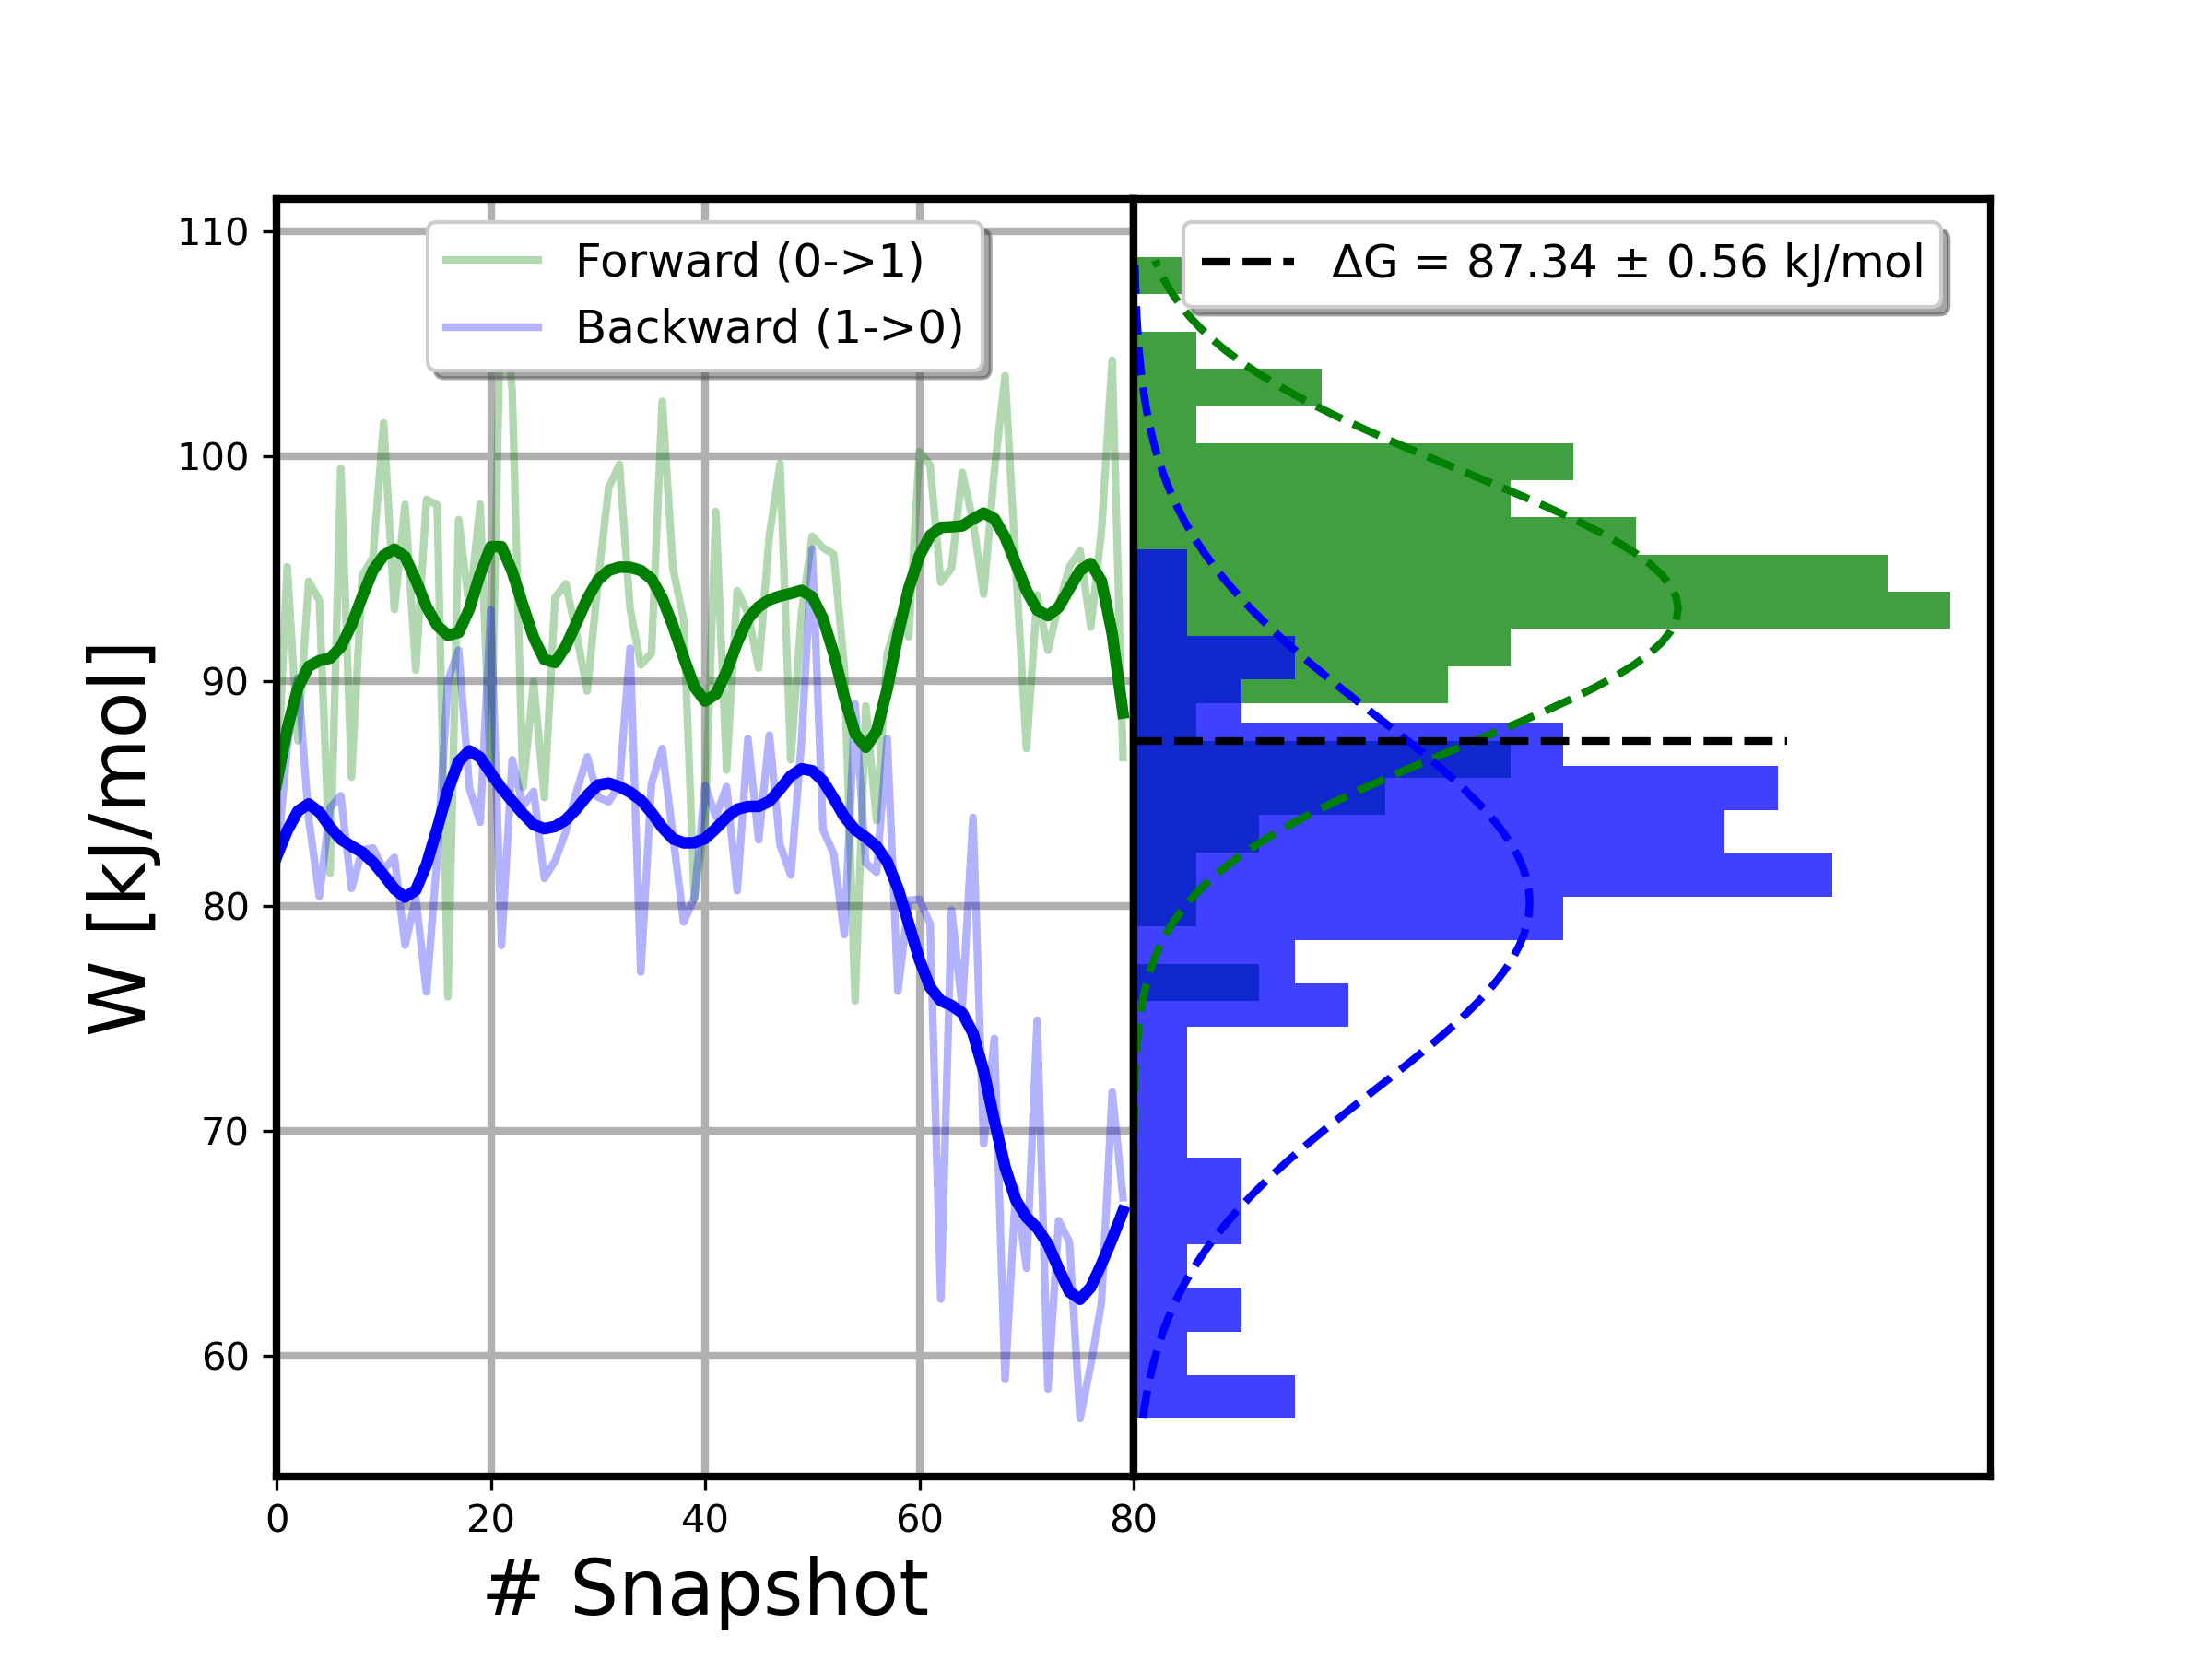 W [kJ/mol]
110
100
90
80
70
60
Forward (0->1)
Backward (1->0)
ΔG = 87.34 ± 0.56 kJ/mol
0 20 40 60 80
# Snapshot